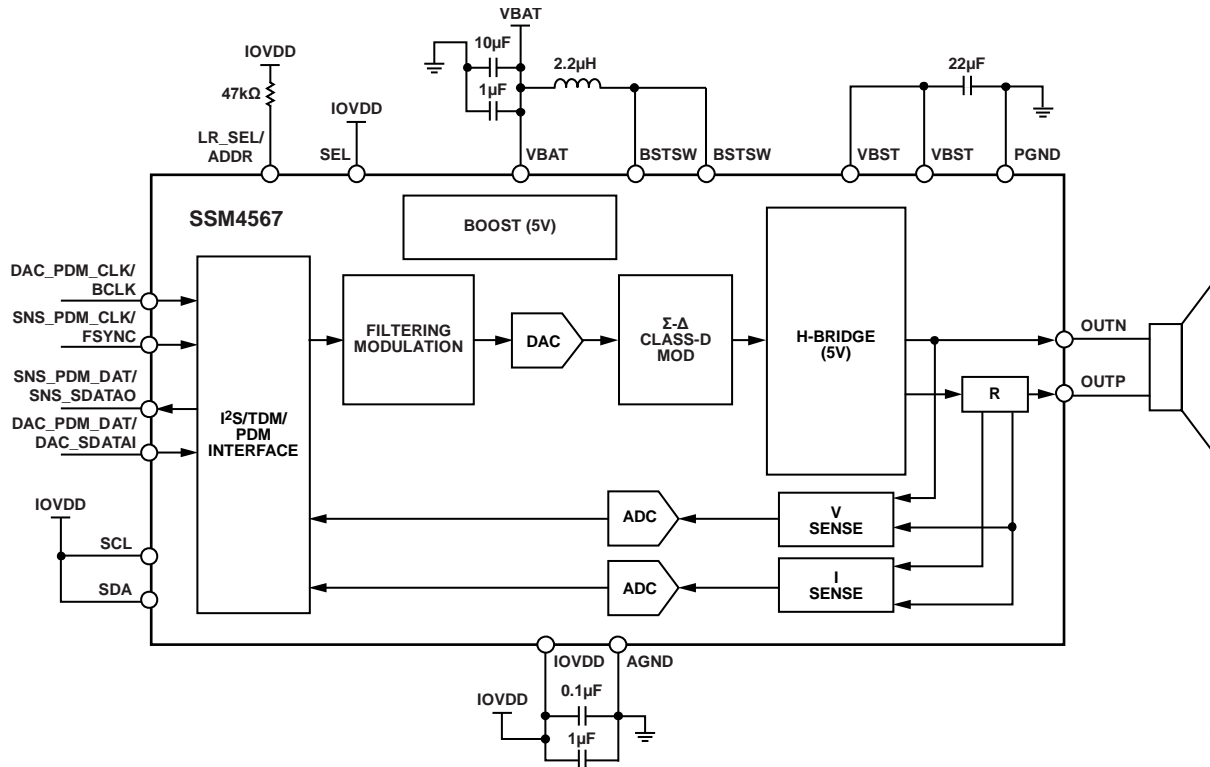 VBAT
10µF
2.2µH
22µF
1µF
IOVDD
47kΩ
LR_SEL/
ADDR
IOVDD
SEL
VBAT
BSTSW
BSTSW
VBST
VBST
PGND
SSM4567
BOOST (5V)
DAC_PDM_CLK/
BCLK
SNS_PDM_CLK/
FSYNC
SNS_PDM_DAT/
SNS_SDATAO
DAC_PDM_DAT/
DAC_SDATAI
I²S/TDM/
PDM
INTERFACE
FILTERING
MODULATION
DAC
Σ-Δ
CLASS-D
MOD
H-BRIDGE
(5V)
OUTN
OUTP
R
ADC
V
SENSE
ADC
I
SENSE
IOVDD
SCL
SDA
IOVDD
AGND
IOVDD
0.1µF
1µF